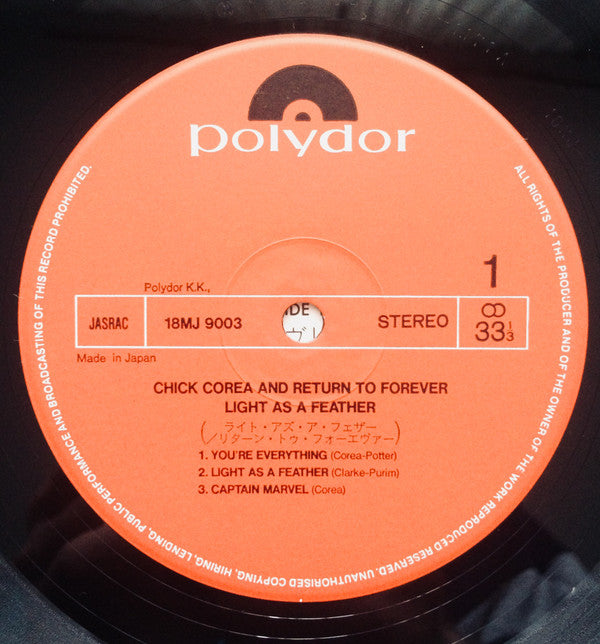 polydor
ALL RIGHTS OF THE PRODUCER AND OF THE OWNER OF THE WORK REPRODUCED RESERVED. UNAUTHORISED COPYING, HIRING, LENDING, PUBLIC PERFORMANCE AND BROADCASTING OF THIS RECORD PROHIBITED.
1
Polydor K.K.,
JASRAC 18MJ 9003 STEREO 33 1/3
Made in Japan
CHICK COREA AND RETURN TO FOREVER
LIGHT AS A FEATHER
(ライト・アズ・ア・フェザー
/リターン・トゥ・フォーエヴァー)
1. YOU'RE EVERYTHING (Corea-Potter)
2. LIGHT AS A FEATHER (Clarke-Purim)
3. CAPTAIN MARVEL (Corea)